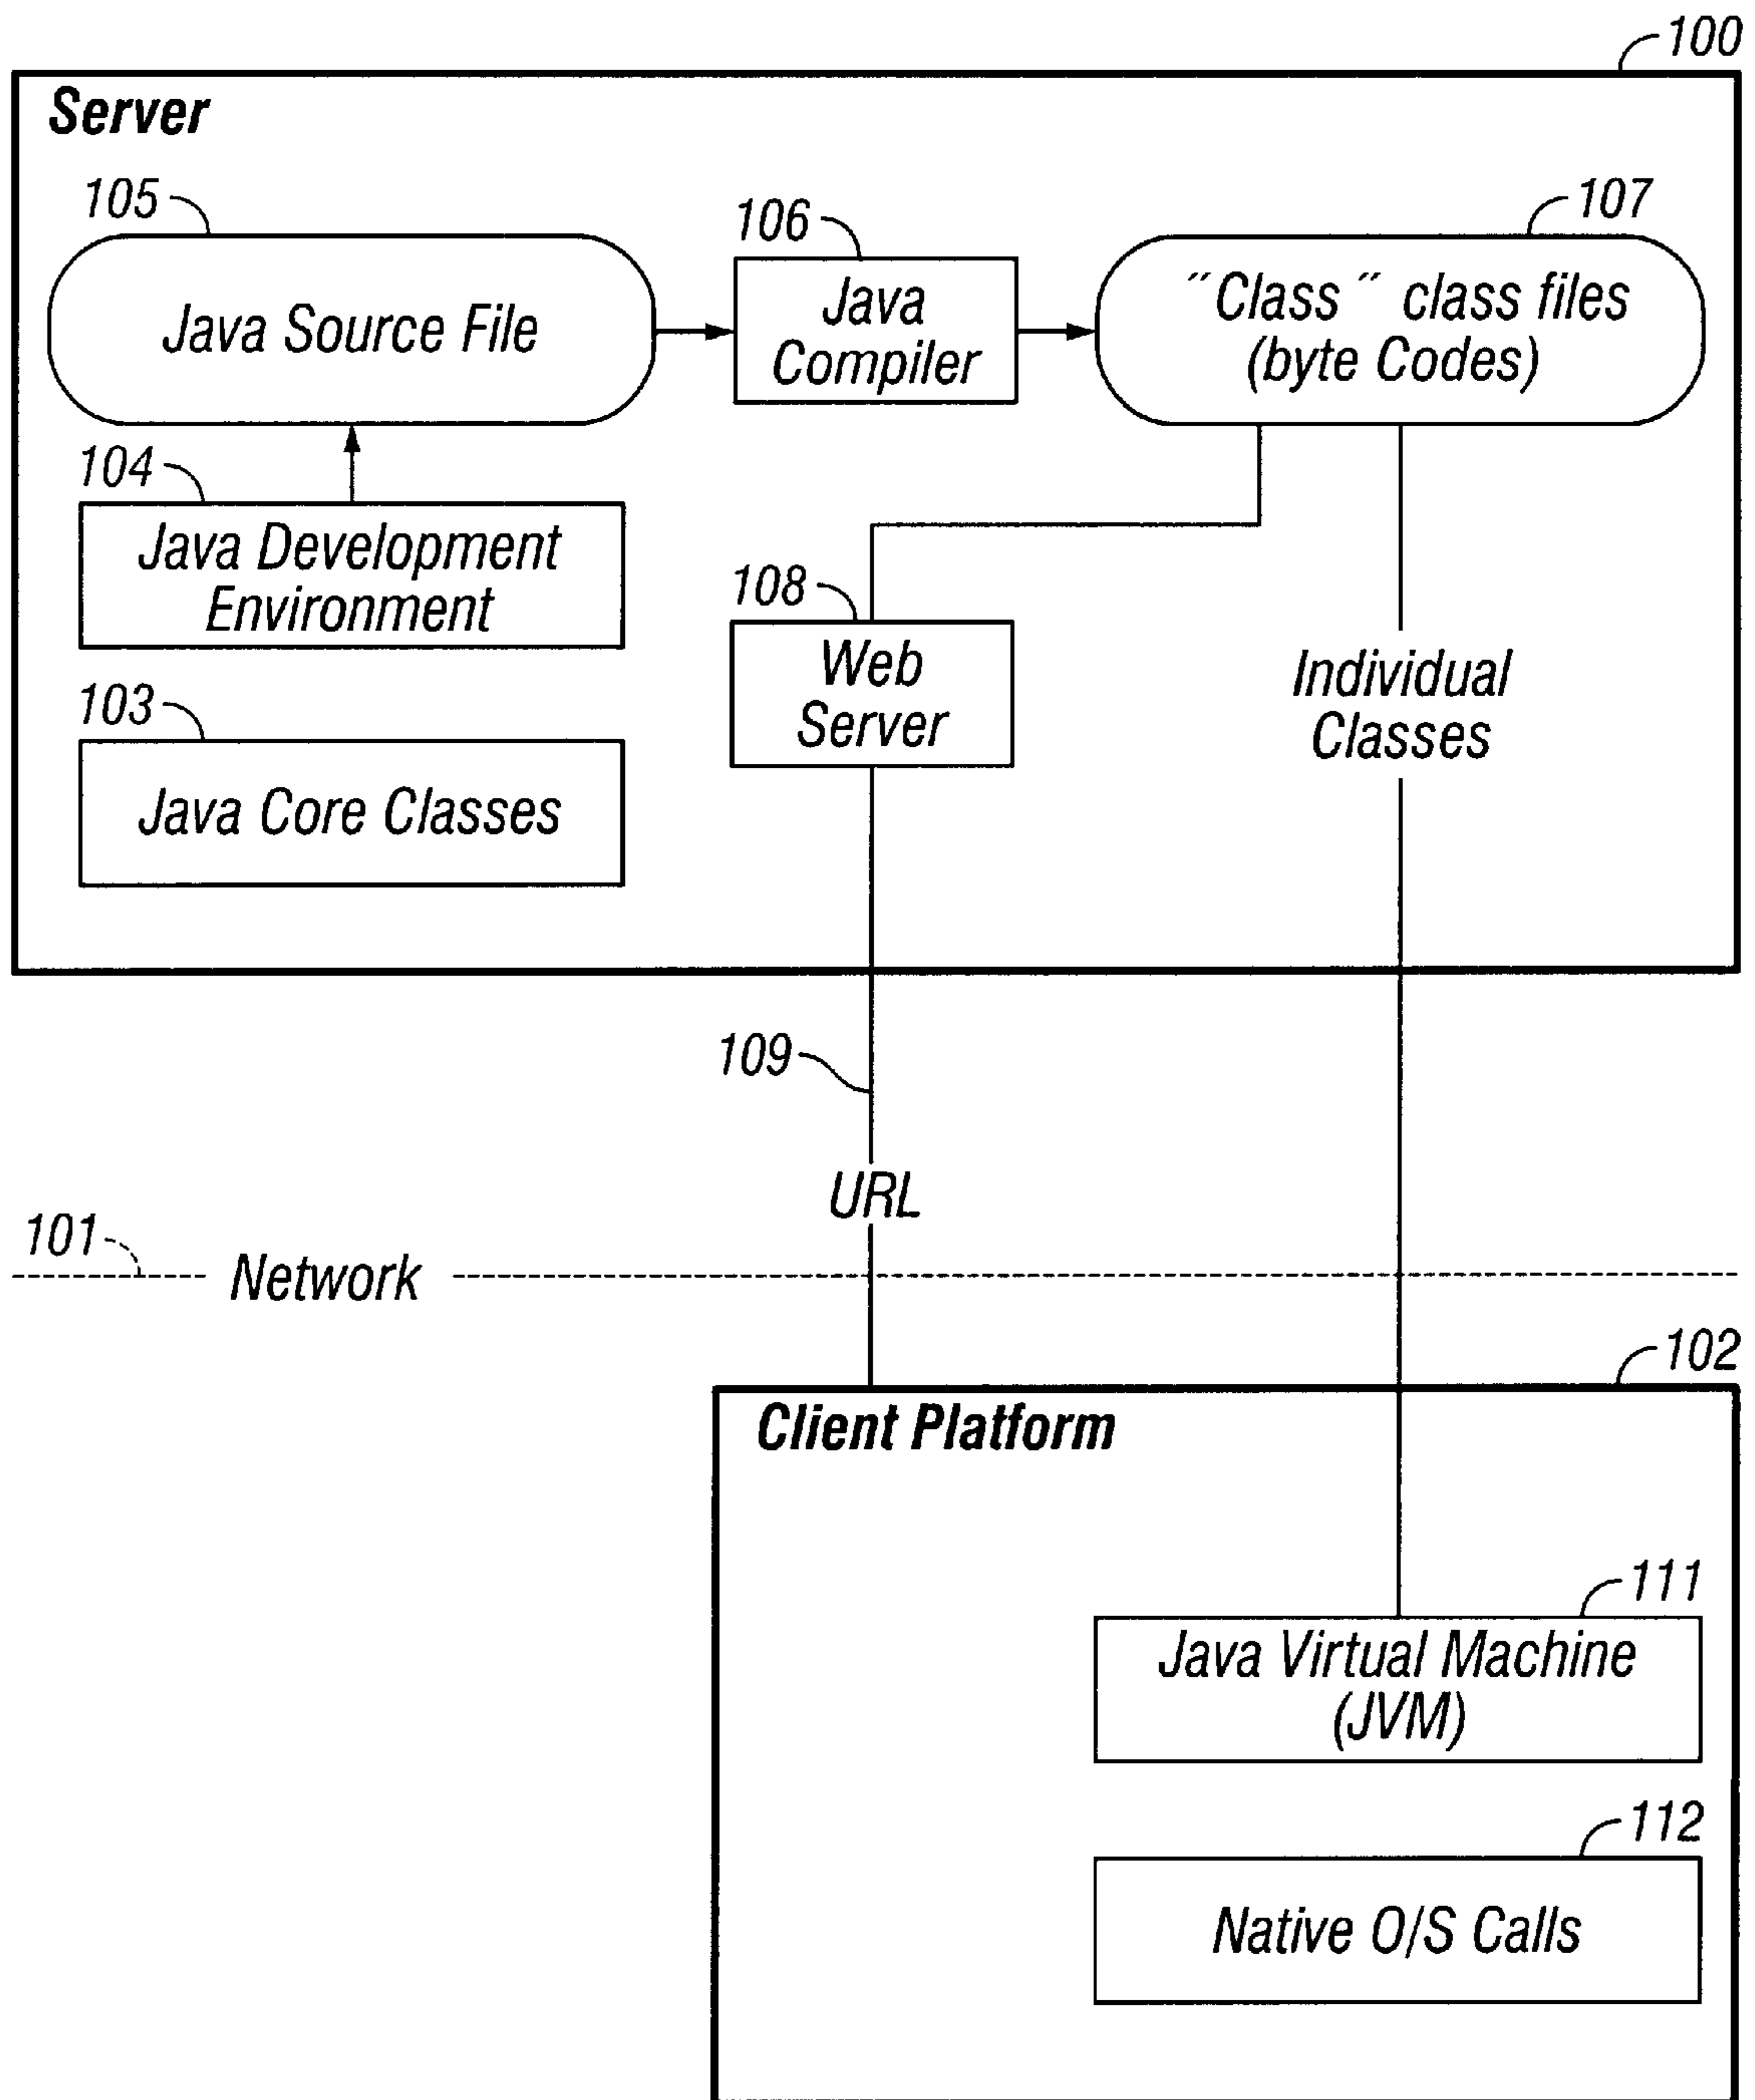 100
Server
105
106
107
Java Source File
Java
Compiler
"Class" class files
(byte Codes)
104
Java Development
Environment
108
Web
Server
Individual
Classes
103
Java Core Classes
109
URL
101
Network
102
Client Platform
111
Java Virtual Machine
(JVM)
112
Native O/S Calls